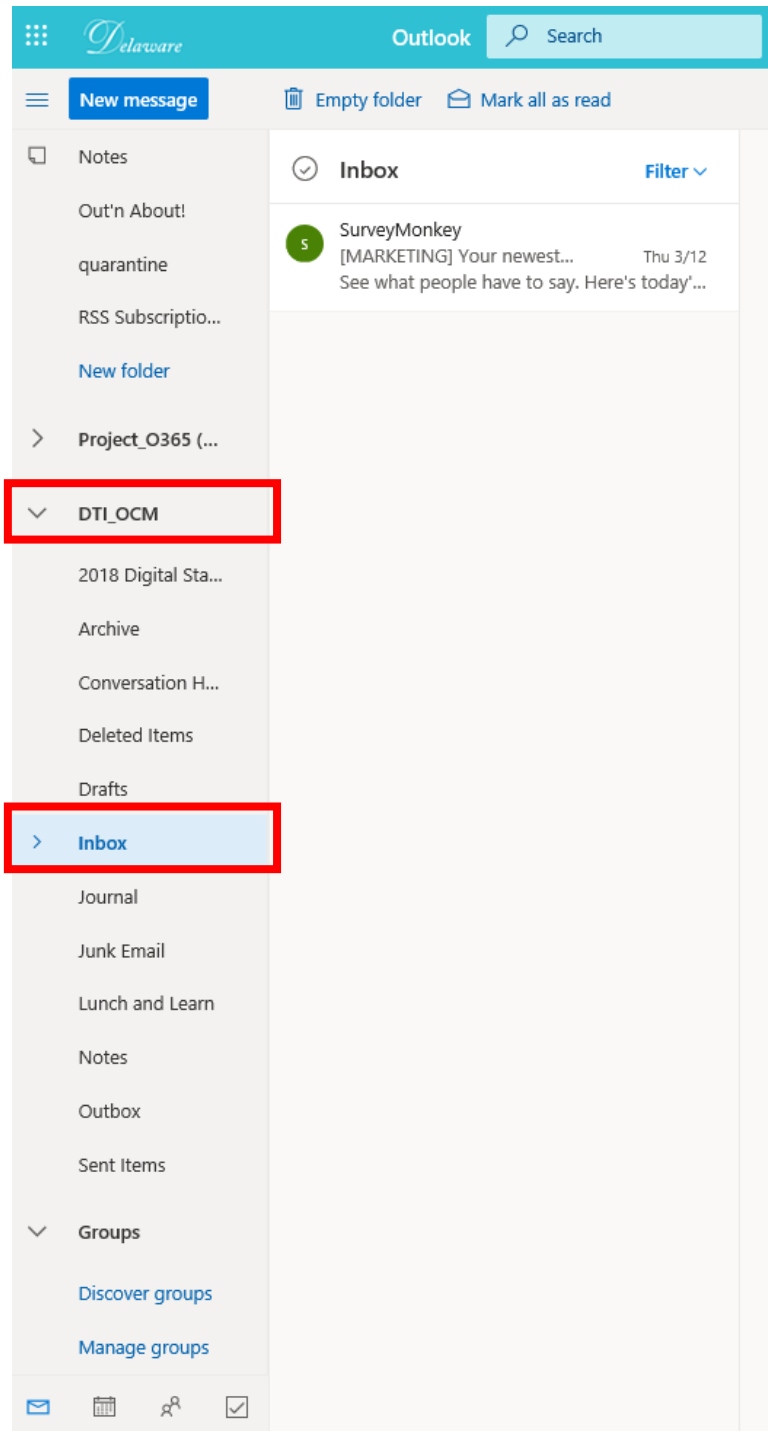 Delaware
Outlook
Search
New message
Empty folder
Mark all as read
Notes
Out'n About!
quarantine
RSS Subscriptio...
New folder
Project_O365 (...
DTI_OCM
2018 Digital Sta...
Archive
Conversation H...
Deleted Items
Drafts
Inbox
Journal
Junk Email
Lunch and Learn
Notes
Outbox
Sent Items
Groups
Discover groups
Manage groups
Inbox
Filter
S
SurveyMonkey
[MARKETING] Your newest... Thu 3/12
See what people have to say. Here's today'...